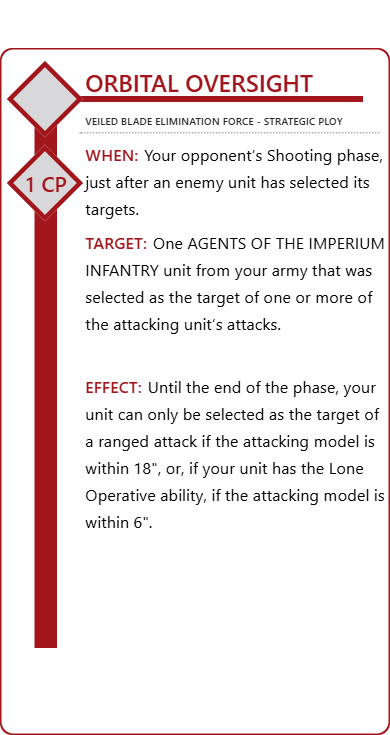 ORBITAL OVERSIGHT
VEILED BLADE ELIMINATION FORCE - STRATEGIC PLOY
1 CP
WHEN: Your opponent's Shooting phase,
just after an enemy unit has selected its
targets.
TARGET: One AGENTS OF THE IMPERIUM
INFANTRY unit from your army that was
selected as the target of one or more of
the attacking unit's attacks.
EFFECT: Until the end of the phase, your
unit can only be selected as the target of
a ranged attack if the attacking model is
within 18", or, if your unit has the Lone
Operative ability, if the attacking model is
within 6".